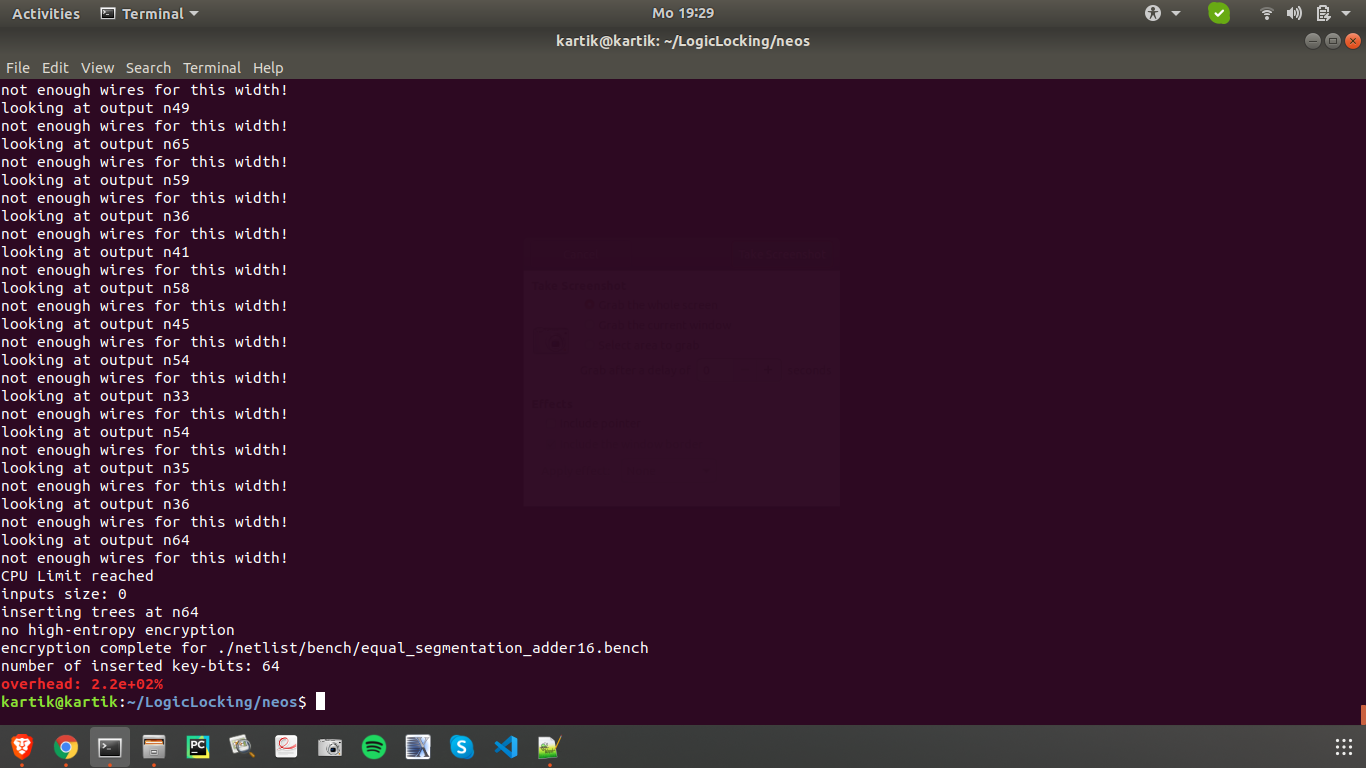 Activities Terminal Mo 19:29
kartik@kartik: ~/LogicLocking/neos
File Edit View Search Terminal Help
not enough wires for this width!
looking at output n49
not enough wires for this width!
looking at output n65
not enough wires for this width!
looking at output n59
not enough wires for this width!
looking at output n36
not enough wires for this width!
looking at output n41
not enough wires for this width!
looking at output n58
not enough wires for this width!
looking at output n45
not enough wires for this width!
looking at output n54
not enough wires for this width!
looking at output n33
not enough wires for this width!
looking at output n54
not enough wires for this width!
looking at output n35
not enough wires for this width!
looking at output n36
not enough wires for this width!
looking at output n64
not enough wires for this width!
CPU Limit reached
inputs size: 0
inserting trees at n64
no high-entropy encryption
encryption complete for ./netlist/bench/equal_segmentation_adder16.bench
number of inserted key-bits: 64
overhead: 2.2e+02%
kartik@kartik:~/LogicLocking/neos$
PC